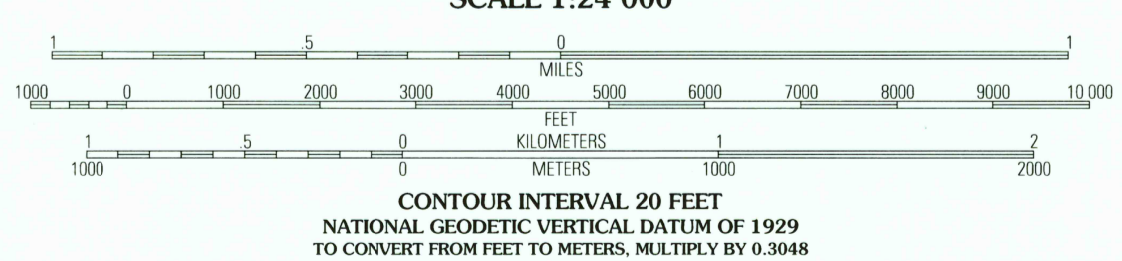 SCALE 1:24 000
1 .5 0 1
MILES
1000 0 1000 2000 3000 4000 5000 6000 7000 8000 9000 10 000
FEET
1 .5 0 KILOMETERS 1 2
1000 0 METERS 1000 2000
CONTOUR INTERVAL 20 FEET
NATIONAL GEODETIC VERTICAL DATUM OF 1929
TO CONVERT FROM FEET TO METERS, MULTIPLY BY 0.3048